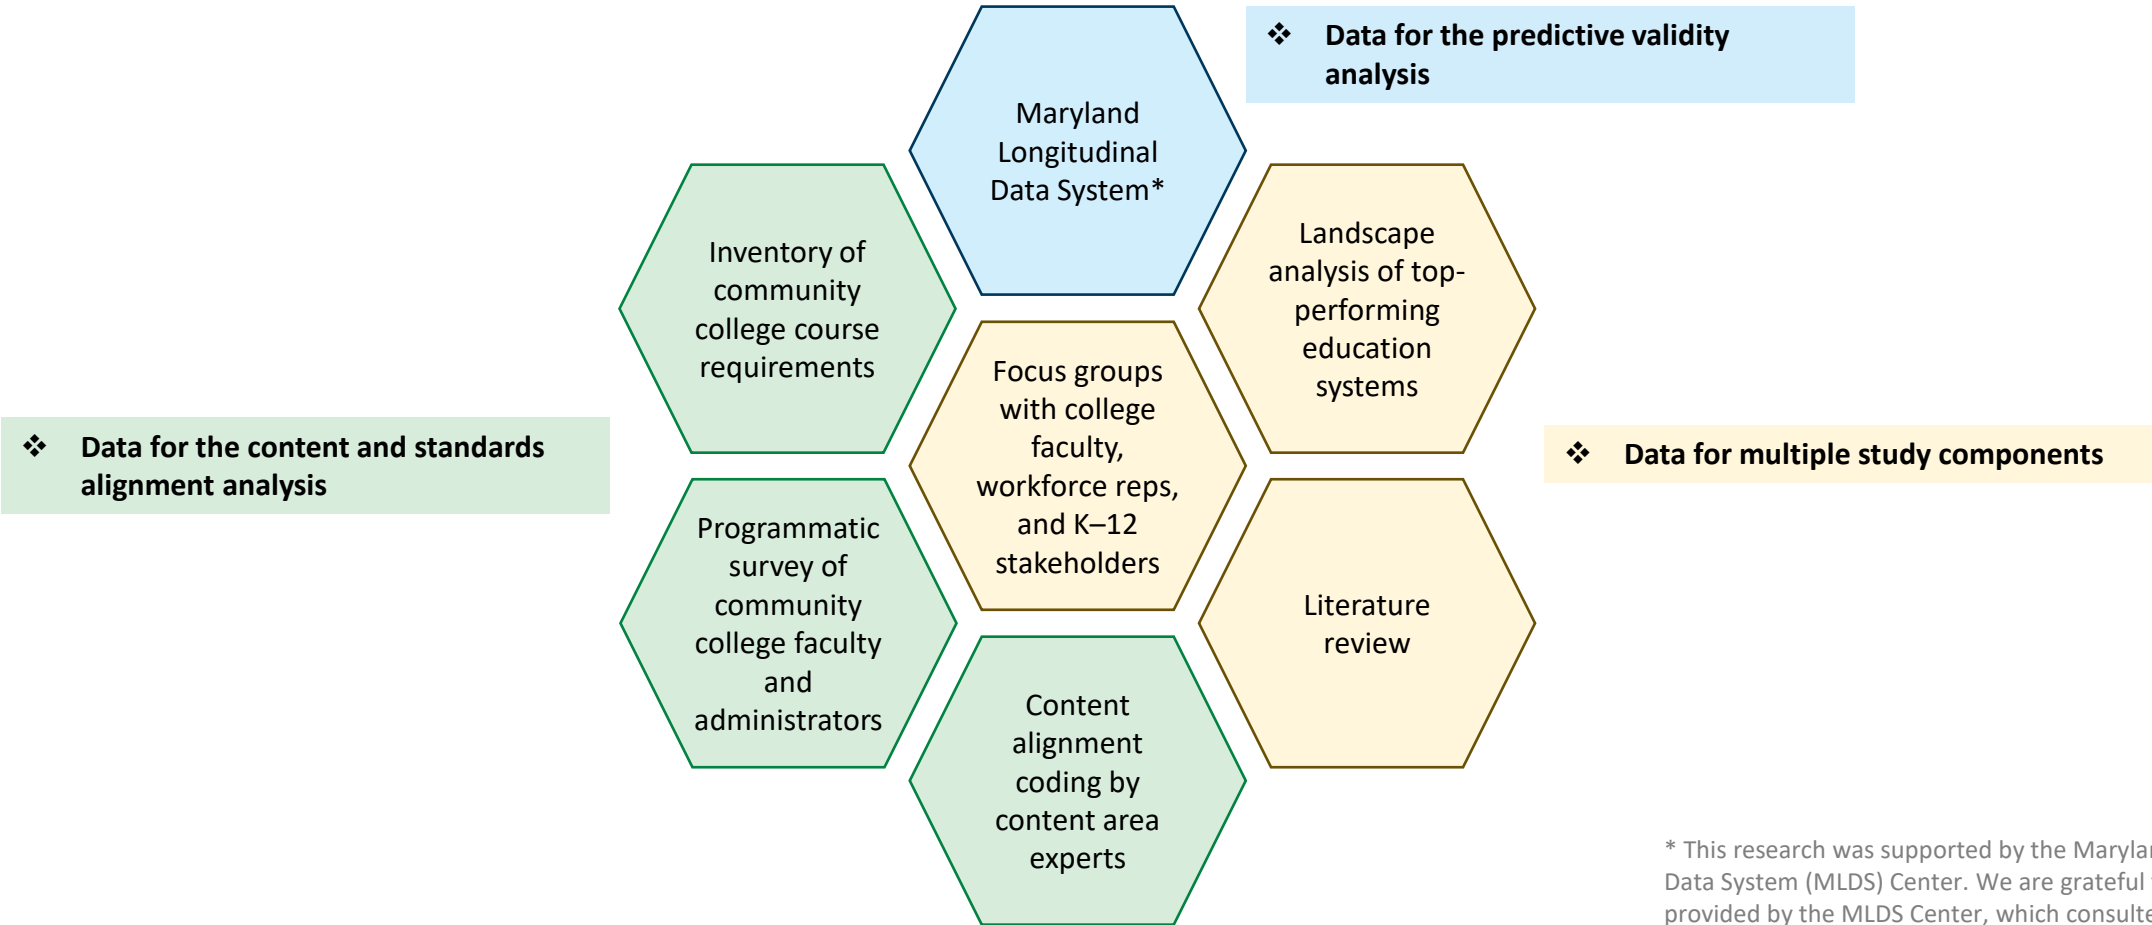 ❖ Data for the predictive validity
analysis
Maryland
Longitudinal
Data System*
Inventory of
community
college course
requirements
Landscape
analysis of top-
performing
education
systems
Focus groups
with college
faculty,
workforce reps,
and K–12
stakeholders
❖ Data for the content and standards
alignment analysis
❖ Data for multiple study components
Programmatic
survey of
community
college faculty
and
administrators
Literature
review
Content
alignment
coding by
content area
experts
* This research was supported by the
Data System (MLDS) Center. We are grateful
provided by the MLDS Center, which